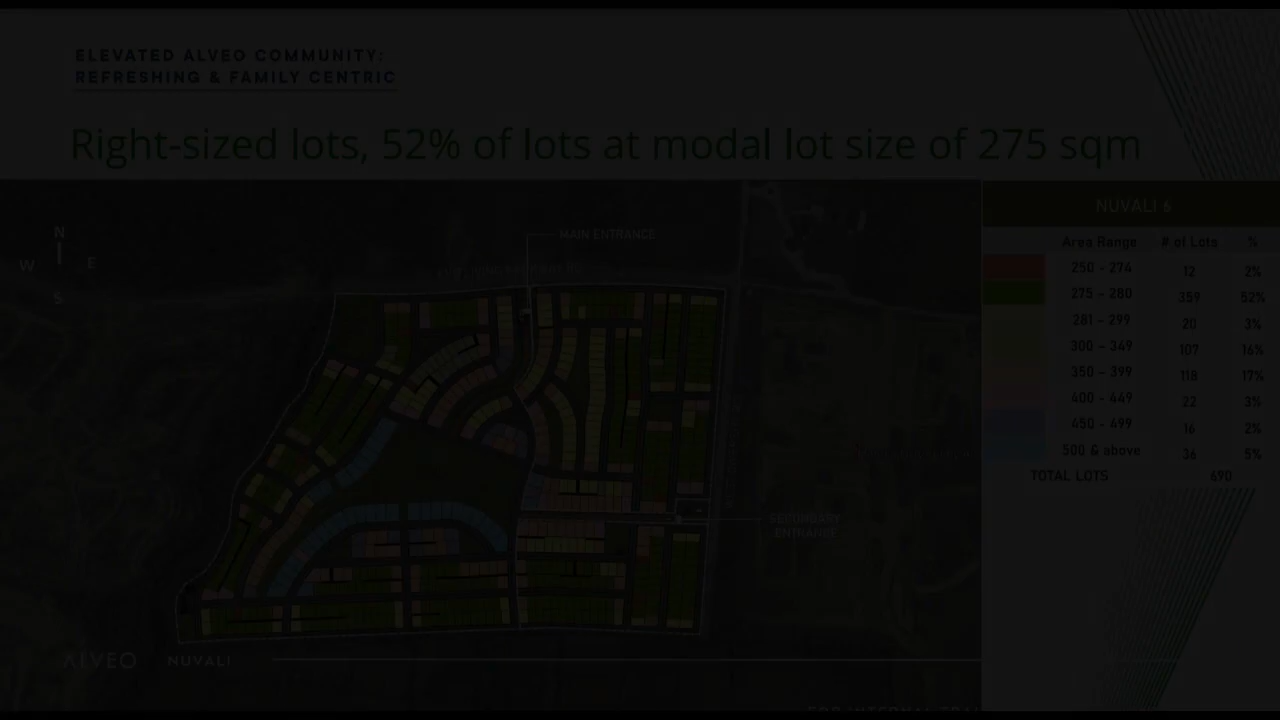 ELEVATED ALVEO COMMUNITY:
REFRESHING & FAMILY CENTRIC
Right-sized lots, 52% of lots at modal lot size of 275 sqm
N
W E
S
MAIN ENTRANCE
SECONDARY
ENTRANCE
NUVALI 6
Area Range # of Lots %
250 - 274 12 2%
275 - 280 359 52%
281 - 299 20 3%
300 - 349 107 16%
350 - 399 118 17%
400 - 449 22 3%
450 - 499 16 2%
500 & above 36 5%
TOTAL LOTS 690
ALVEO NUVALI
FOR INTERNAL